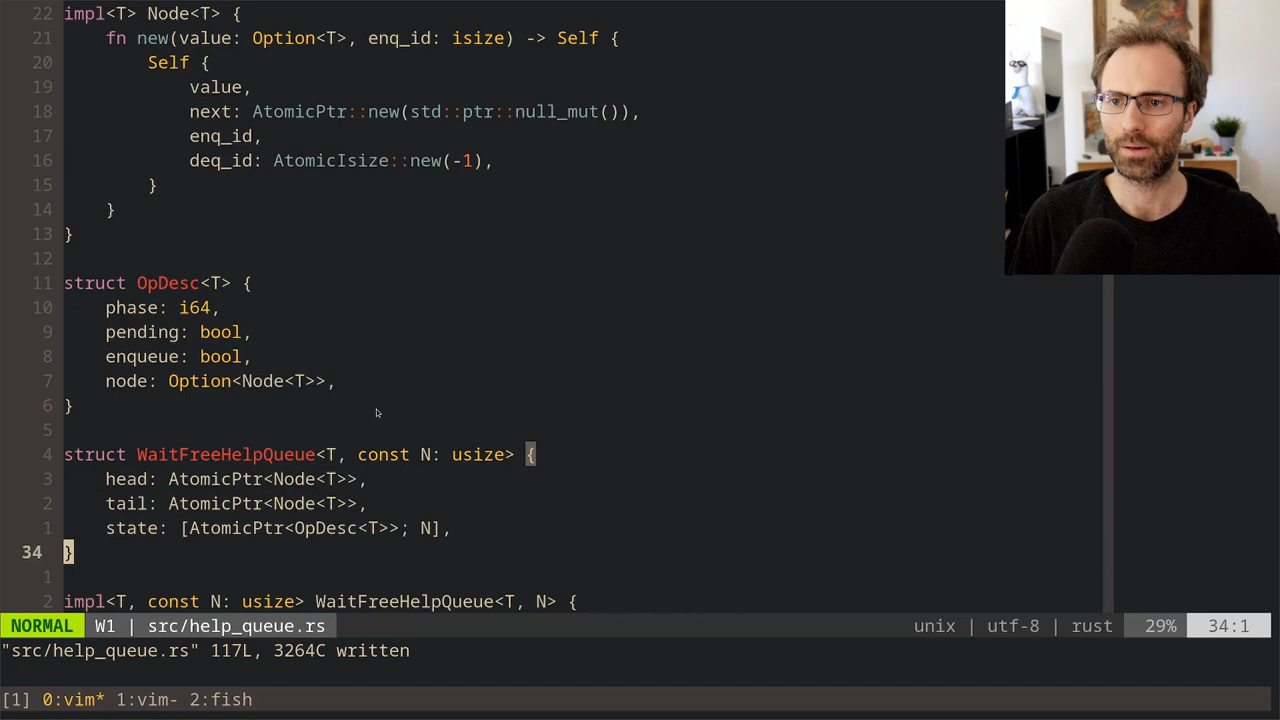 22 impl<T> Node<T> {
21     fn new(value: Option<T>, enq_id: isize) -> Self {
20         Self {
19             value,
18             next: AtomicPtr::new(std::ptr::null_mut()),
17             enq_id,
16             deq_id: AtomicIsize::new(-1),
15         }
14     }
13 }
12
11 struct OpDesc<T> {
10     phase: i64,
9     pending: bool,
8     enqueue: bool,
7     node: Option<Node<T>>,
6 }
5
4 struct WaitFreeHelpQueue<T, const N: usize> {
3     head: AtomicPtr<Node<T>>,
2     tail: AtomicPtr<Node<T>>,
1     state: [AtomicPtr<OpDesc<T>>; N],
34 }
1
2 impl<T, const N: usize> WaitFreeHelpQueue<T, N> {
NORMAL W1 | src/help_queue.rs unix | utf-8 | rust 29% 34:1
"src/help_queue.rs" 117L, 3264C written
[1] 0:vim* 1:vim- 2:fish